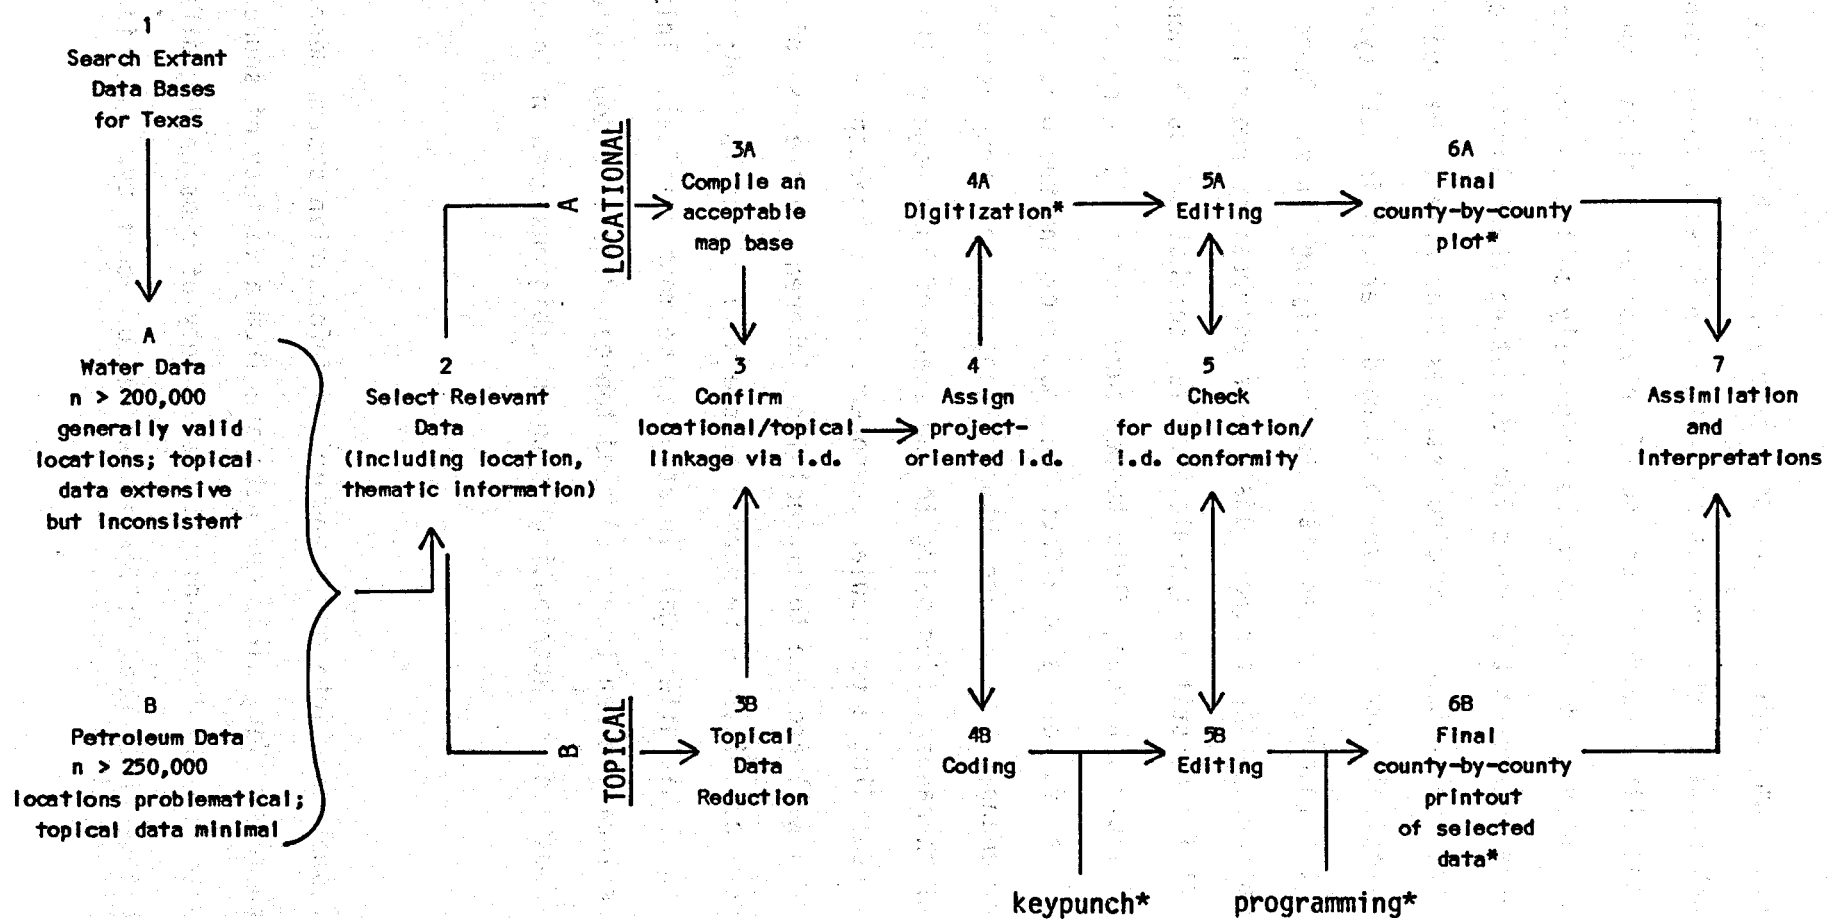 1
Search Extant
Data Bases
for Texas
A
Water Data
n > 200,000
generally valid
locations; topical
data extensive
but inconsistent
B
Petroleum Data
n > 250,000
locations problematical;
topical data minimal
2
Select Relevant
Data
(including location,
thematic information)
A
LOCATIONAL
B
TOPICAL
3A
Compile an
acceptable
map base
3
Confirm
locational/topical
linkage via i.d.
3B
Topical
Data
Reduction
4A
Digitization*
4
Assign
project-
oriented i.d.
4B
Coding
keypunch*
5A
Editing
5
Check
for duplication/
i.d. conformity
5B
Editing
programming*
6A
Final
county-by-county
plot*
6B
Final
county-by-county
printout
of selected
data*
7
Assimilation
and
interpretations